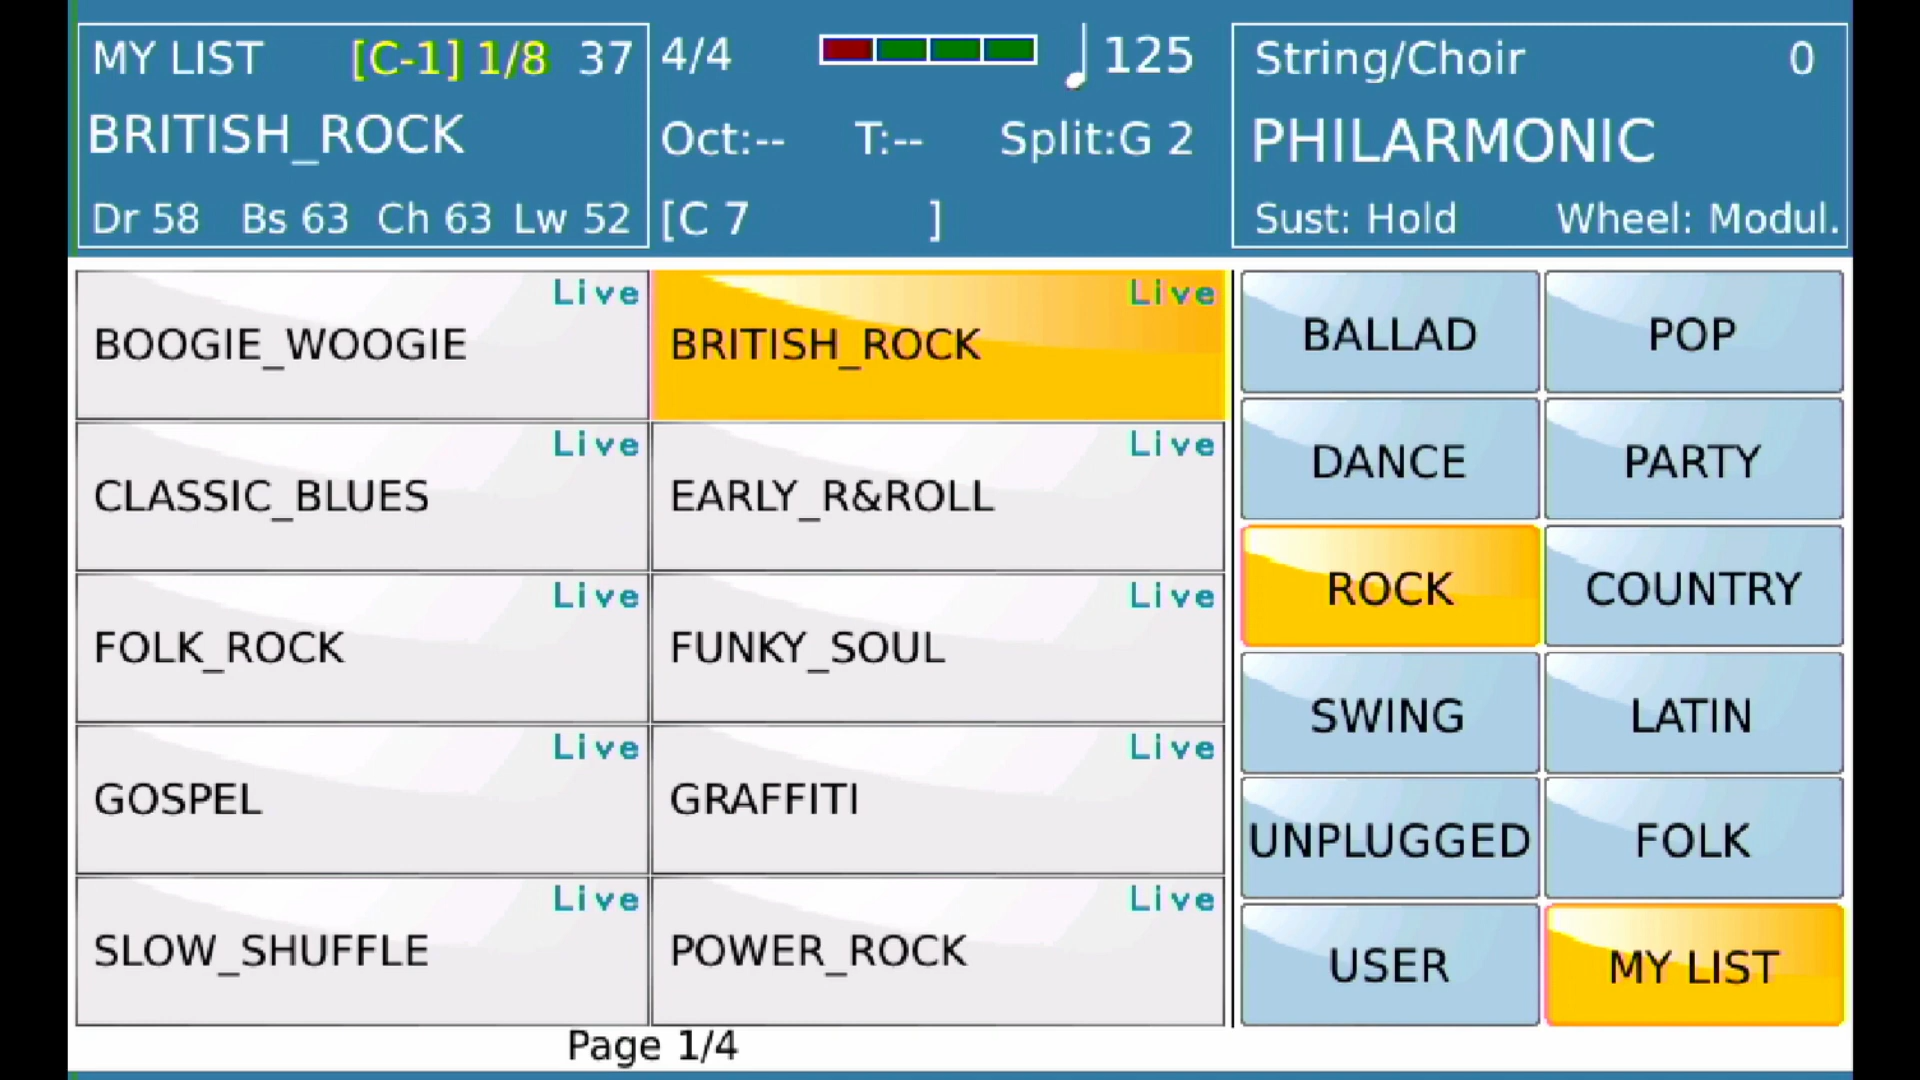 MY LIST [C-1] 1/8 37
BRITISH_ROCK
Dr 58 Bs 63 Ch 63 Lw 52
4/4 125
Oct:-- T:-- Split:G 2
[C 7 ]
String/Choir 0
PHILARMONIC
Sust: Hold Wheel: Modul.
Live
BOOGIE_WOOGIE
Live
BRITISH_ROCK
Live
CLASSIC_BLUES
Live
EARLY_R&ROLL
Live
FOLK_ROCK
Live
FUNKY_SOUL
Live
GOSPEL
Live
GRAFFITI
Live
SLOW_SHUFFLE
Live
POWER_ROCK
BALLAD
POP
DANCE
PARTY
ROCK
COUNTRY
SWING
LATIN
UNPLUGGED
FOLK
USER
MY LIST
Page 1/4